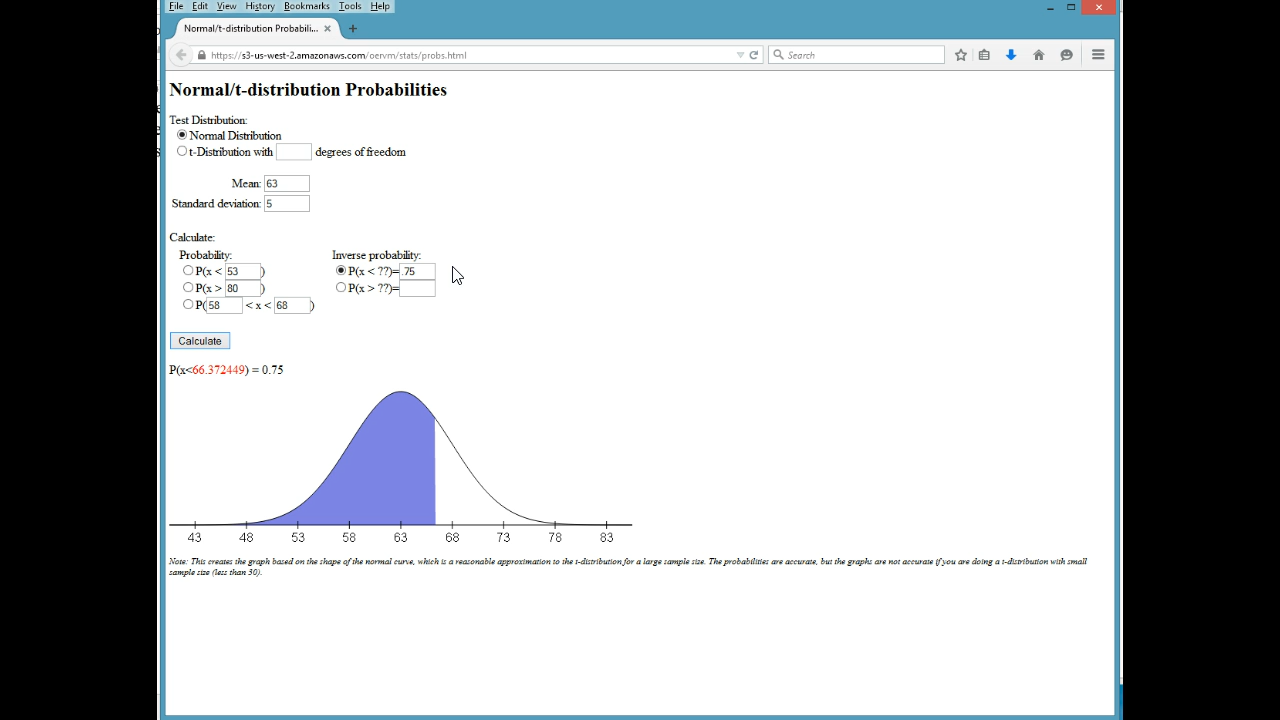 File Edit View History Bookmarks Tools Help
Normal/t-distribution Probabili...
https://s3-us-west-2.amazonaws.com/oervm/stats/probs.html Search
Normal/t-distribution Probabilities
Test Distribution:
Normal Distribution
t-Distribution with degrees of freedom
Mean: 63
Standard deviation: 5
Calculate:
Probability: Inverse probability:
P(x < 53 ) P(x < ??)= .75
P(x > 80 ) P(x > ??)=
P( 58 < x < 68 )
Calculate
P(x<66.372449) = 0.75
43 48 53 58 63 68 73 78 83
Note: This creates the graph based on the shape of the normal curve, which is a reasonable approximation to the t-distribution for a large sample size. The probabilities are accurate, but the graphs are not accurate if you are doing a t-distribution with small
sample size (less than 30).